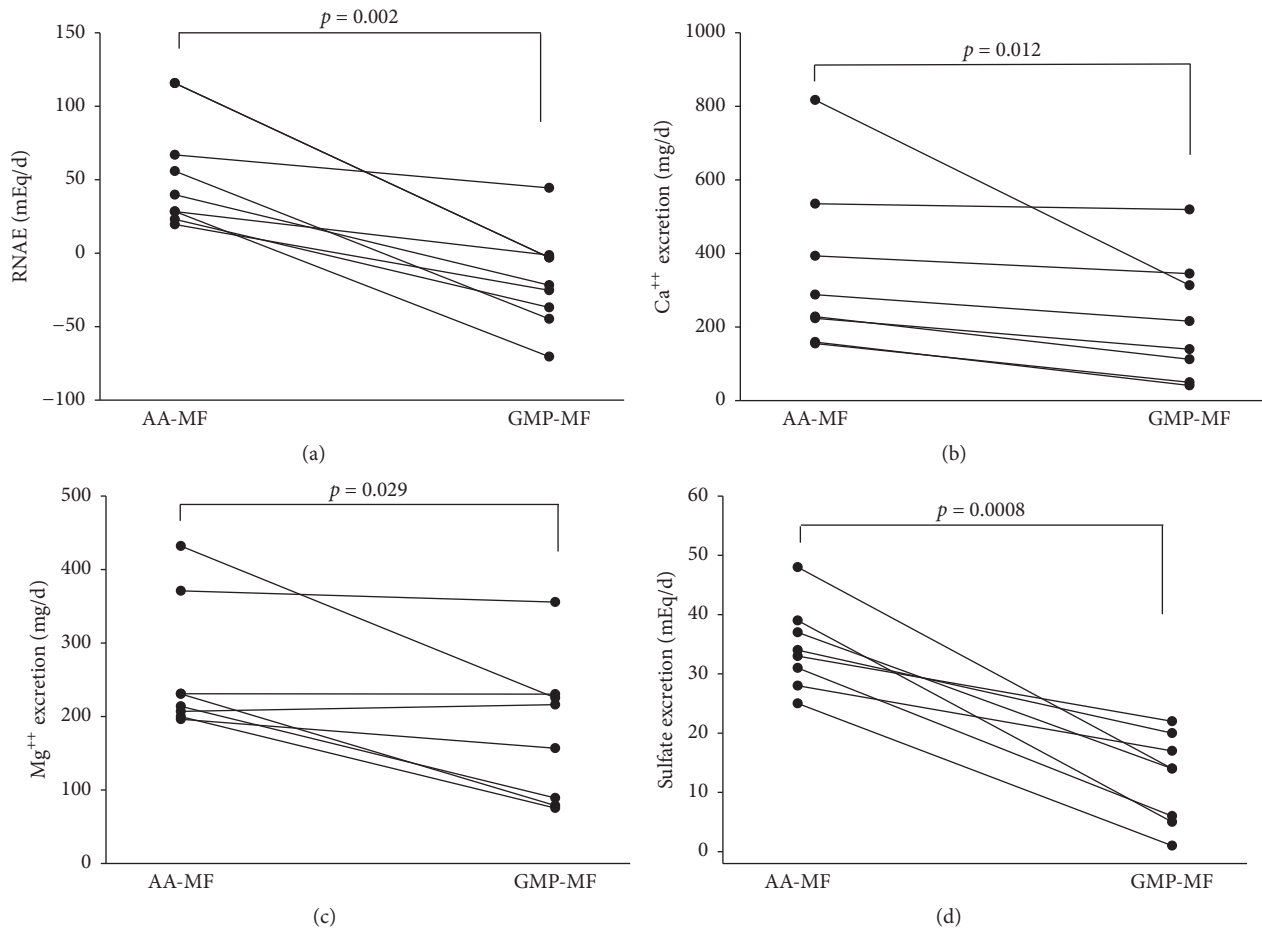 p = 0.002
150
100
50
0
−50
−100
RNAE (mEq/d)
AA-MF GMP-MF
(a)
p = 0.012
1000
800
600
400
200
0
Ca++ excretion (mg/d)
AA-MF GMP-MF
(b)
p = 0.029
500
400
300
200
100
0
Mg++ excretion (mg/d)
AA-MF GMP-MF
(c)
p = 0.0008
60
50
40
30
20
10
0
Sulfate excretion (mEq/d)
AA-MF GMP-MF
(d)